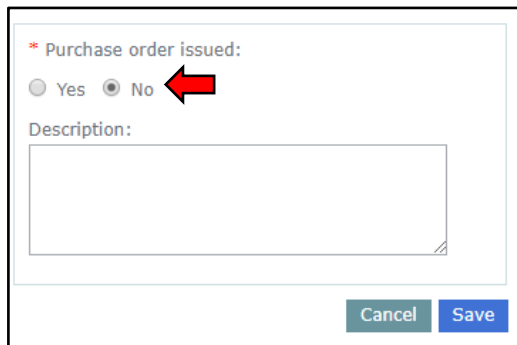 * Purchase order issued:
Yes No
Description:
Cancel Save